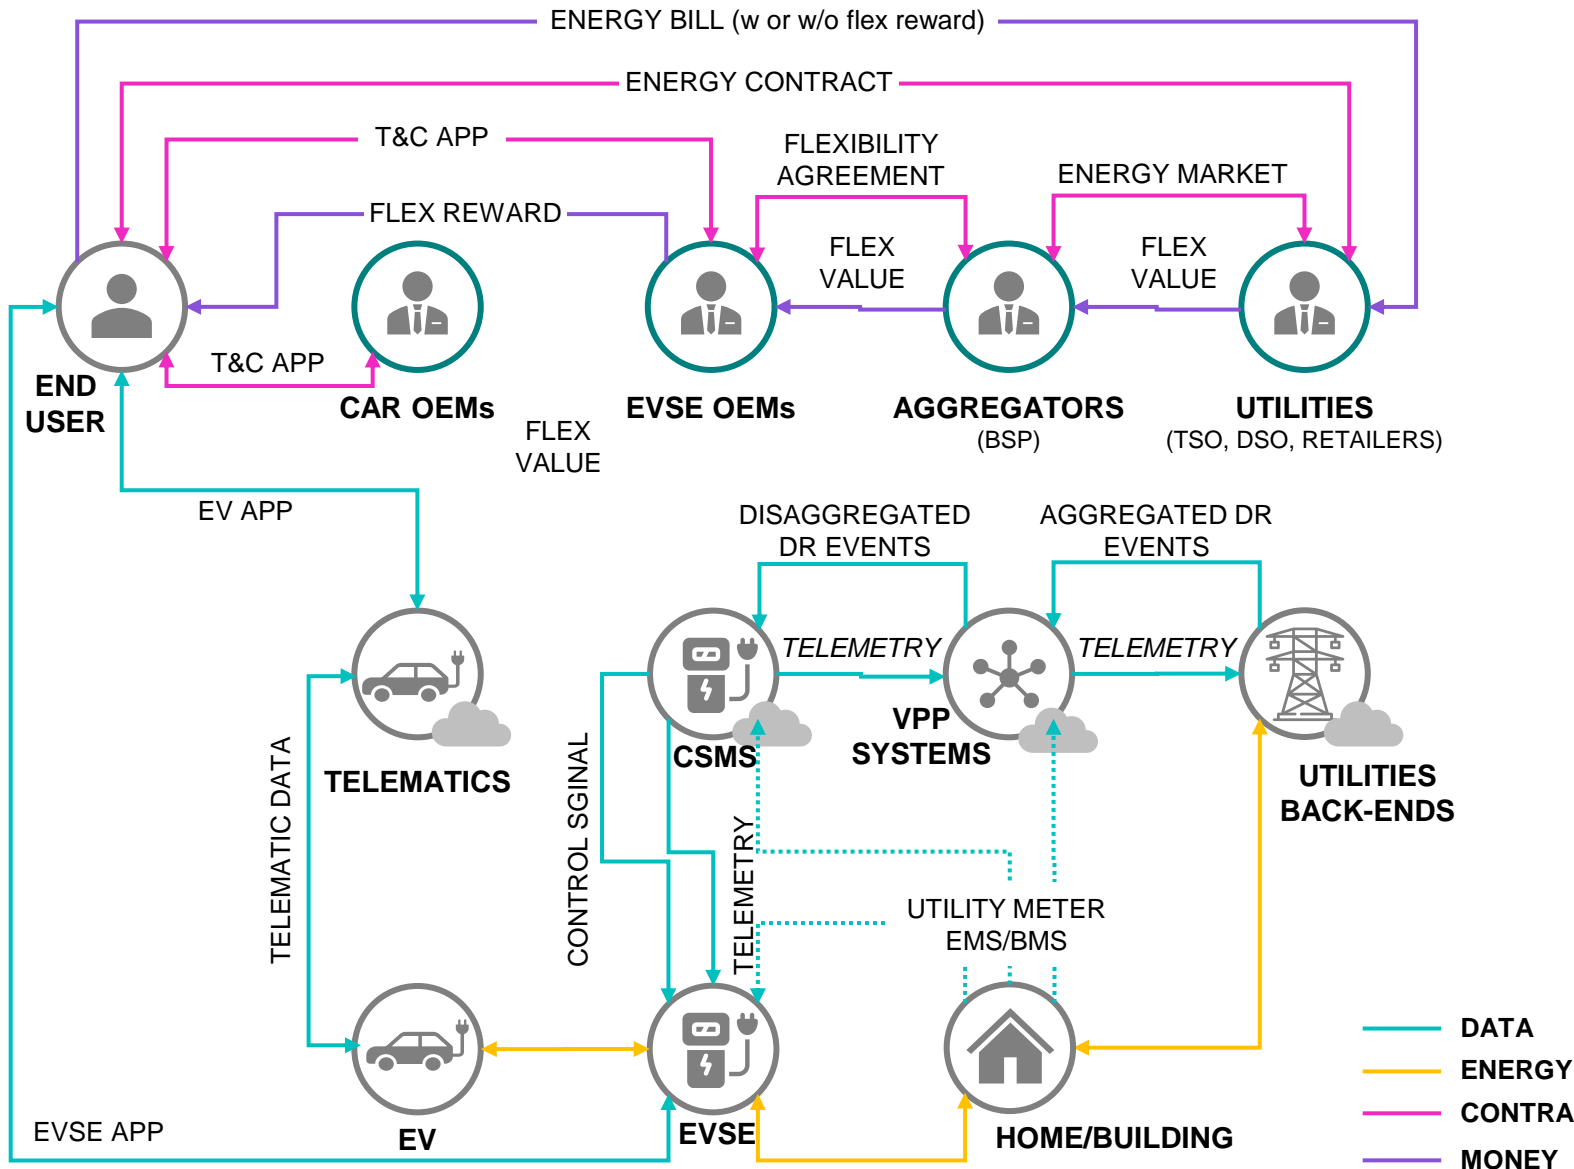 ENERGY BILL (w or w/o flex reward)
ENERGY CONTRACT
T&C APP
FLEXIBILITY
AGREEMENT
ENERGY MARKET
FLEX REWARD
FLEX
VALUE
FLEX
VALUE
T&C APP
END
USER
CAR OEMs
EVSE OEMs
AGGREGATORS
(BSP)
UTILITIES
(TSO, DSO, RETAILERS)
FLEX
VALUE
EV APP
DISAGGREGATED
DR EVENTS
AGGREGATED DR
EVENTS
TELEMETRY
TELEMETRY
TELEMATICS
CSMS
VPP
SYSTEMS
UTILITIES
BACK-ENDS
TELEMATIC DATA
CONTROL SGINAL
TELEMETRY
UTILITY METER
EMS/BMS
EVSE APP
EV
EVSE
HOME/BUILDING
DATA
ENERGY
CONTRA
MONEY